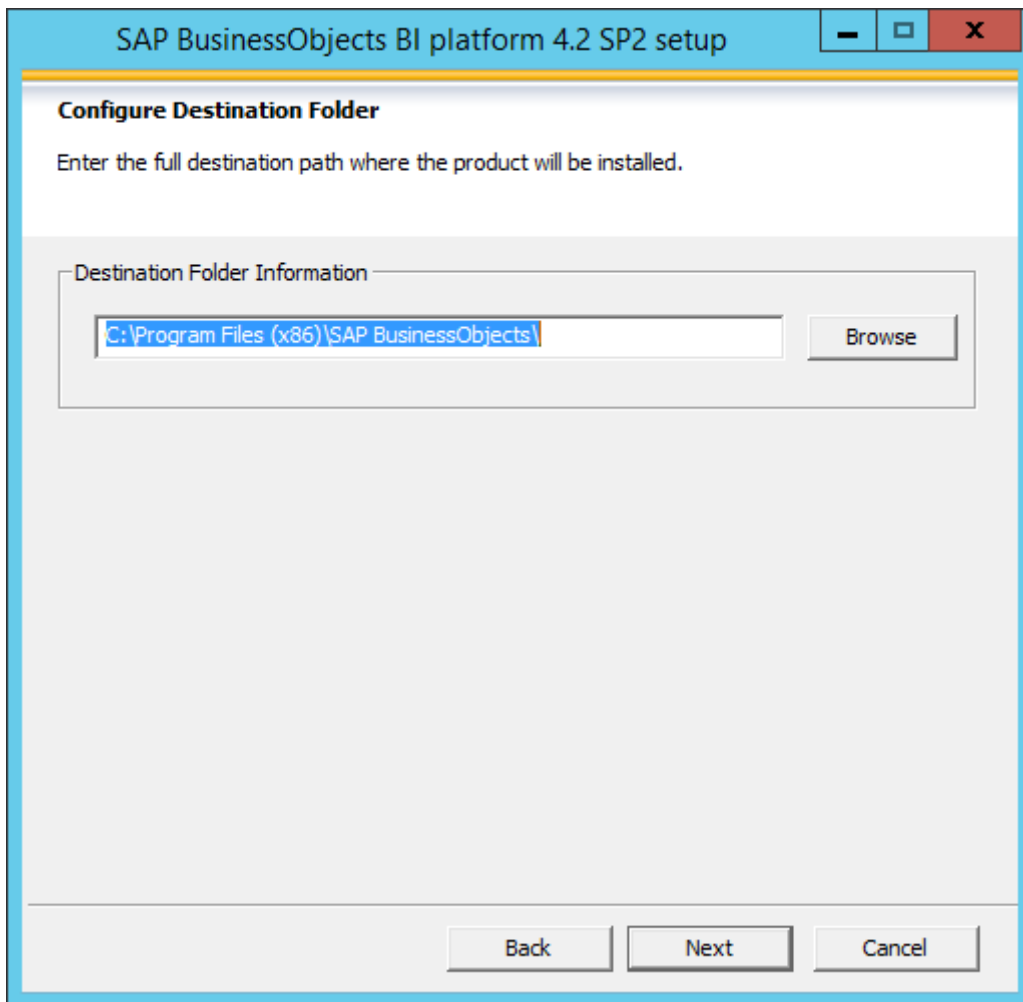 SAP BusinessObjects BI platform 4.2 SP2 setup
Configure Destination Folder
Enter the full destination path where the product will be installed.
Destination Folder Information
C:\Program Files (x86)\SAP BusinessObjects\
Browse
Back
Next
Cancel